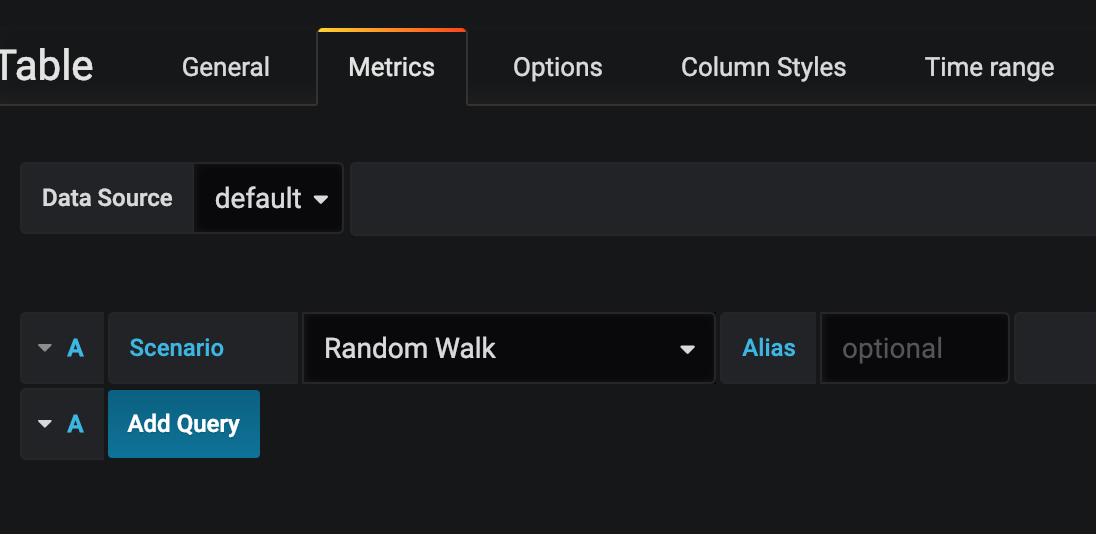 Table General Metrics Options Column Styles Time range
Data Source default
A Scenario Random Walk Alias optional
A Add Query